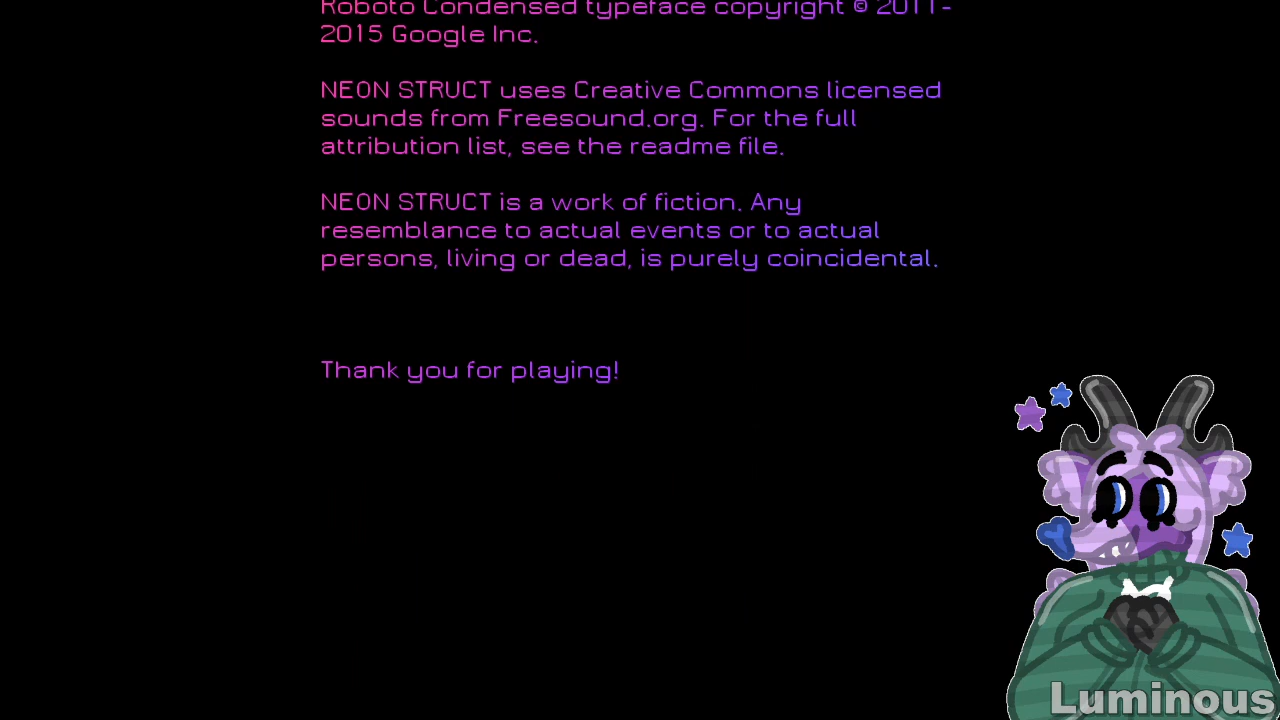 Roboto Condensed typeface copyright © 2011-
2015 Google Inc.
NEON STRUCT uses Creative Commons licensed
sounds from Freesound.org. For the full
attribution list, see the readme file.
NEON STRUCT is a work of fiction. Any
resemblance to actual events or to actual
persons, living or dead, is purely coincidental.
Thank you for playing!
Luminous